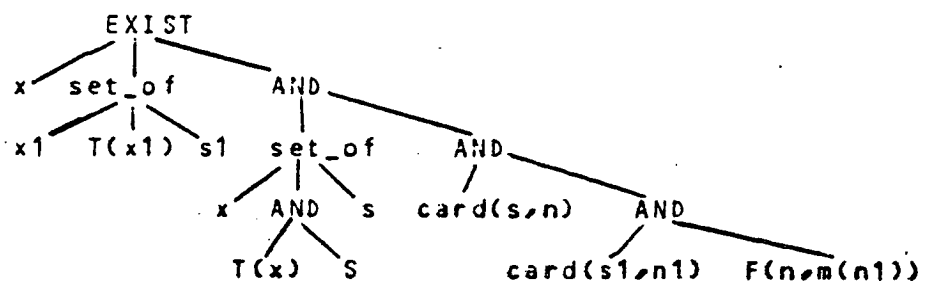 EXIST
x set_of AND
x1 T(x1) s1 set_of AND
x AND s card(s,n) AND
T(x) S card(s1,n1) F(n,m(n1))